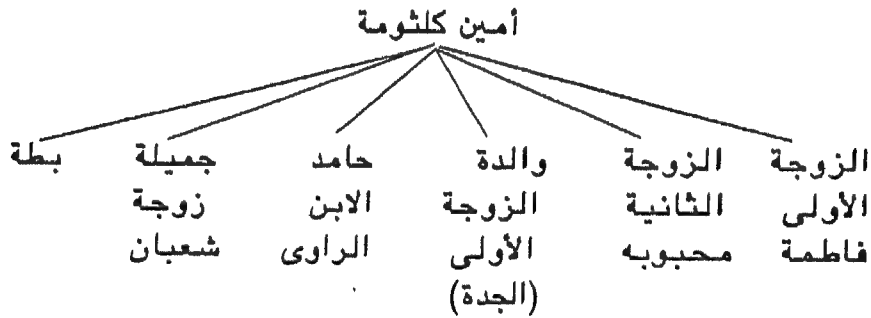 أمين كلثومة
الزوجة الزوجة والدة حامد جميلة بطة
الأولى الثانية الزوجة الابن زوجة
فاطمة محبوبه الأولى الراوى شعبان
(الجدة)